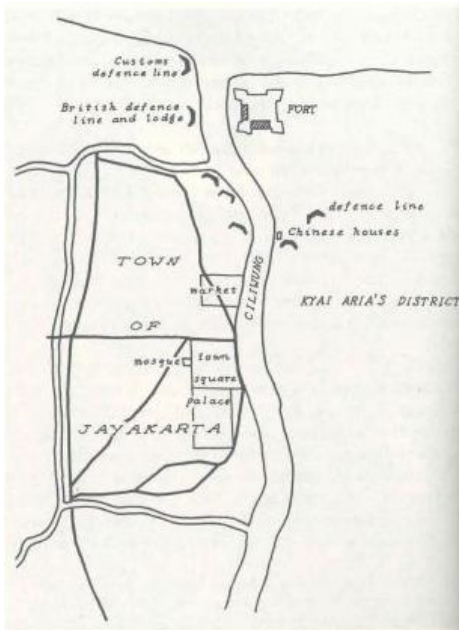 Customs
defence line
British defence
line and lodge
FORT
defence line
Chinese houses
TOWN
market
CILIWUNG
KYAI ARIA'S DISTRICT
OF
mosque
town
square
palace
JAYAKARTA